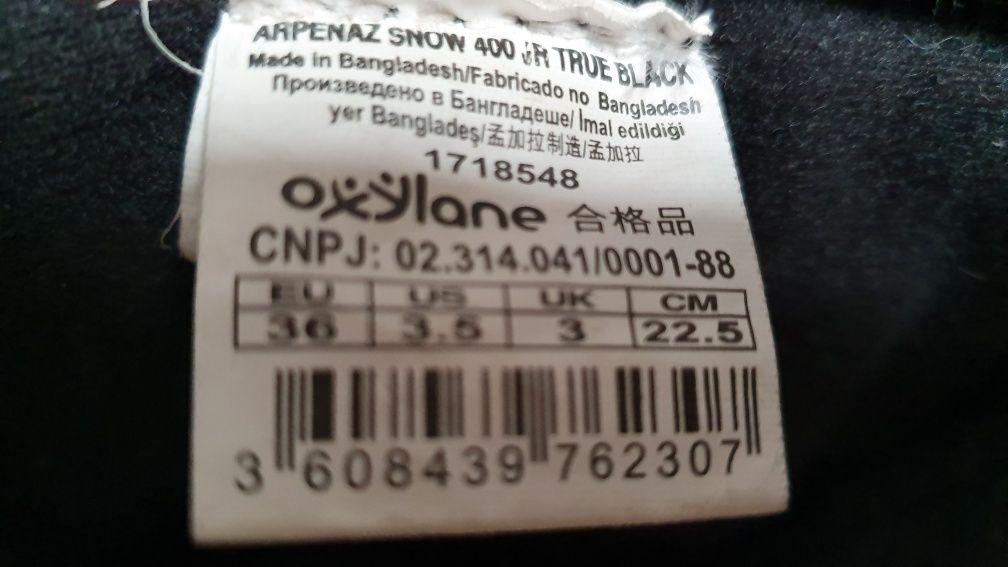 ARPENAZ SNOW 400 JR TRUE BLACK
Made in Bangladesh/Fabricado no Bangladesh
Произведено в Бангладеше/ İmal edildiği
yer Bangladeş/孟加拉制造/孟加拉
1718548
oxylane 合格品
CNPJ: 02.314.041/0001-88
EU US UK CM
36 3.5 3 22.5
3 608439 762307